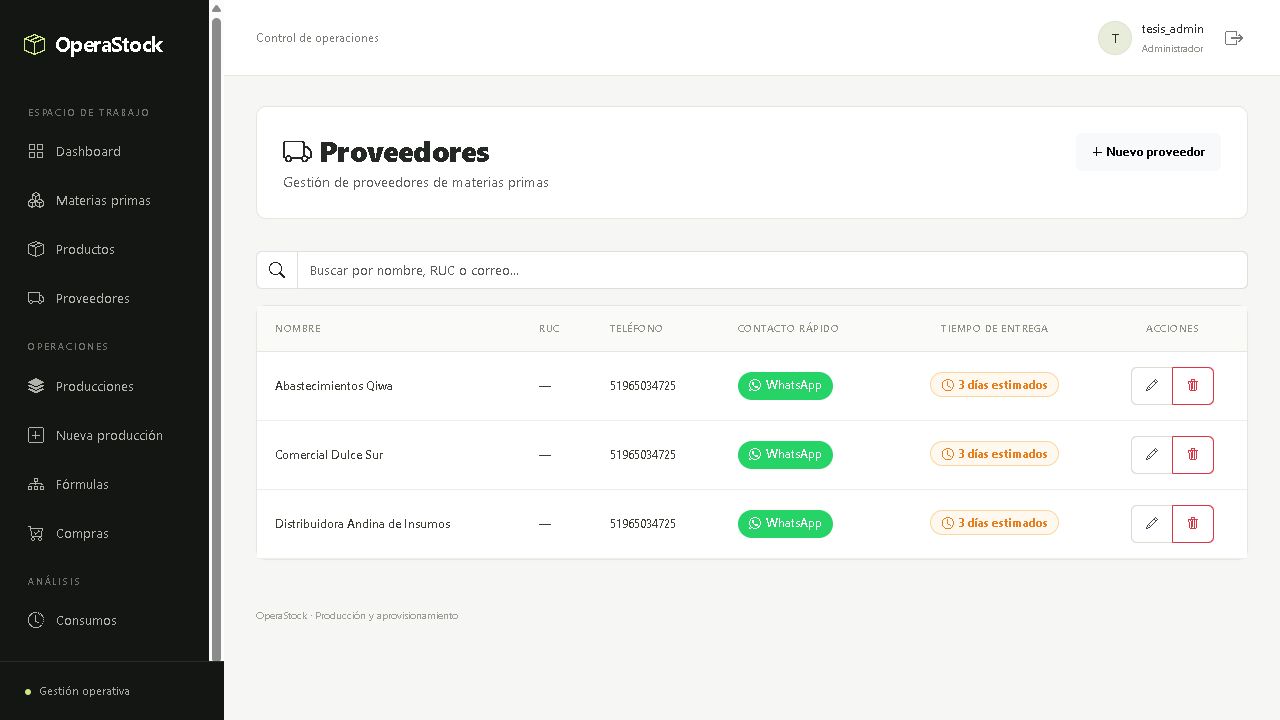 OperaStock
ESPACIO DE TRABAJO
Dashboard
Materias primas
Productos
Proveedores
OPERACIONES
Producciones
Nueva producción
Fórmulas
Compras
ANÁLISIS
Consumos
Gestión operativa
Control de operaciones
T
tesis_admin
Administrador
Proveedores
Gestión de proveedores de materias primas
+ Nuevo proveedor
Buscar por nombre, RUC o correo...
NOMBRE RUC TELÉFONO CONTACTO RÁPIDO TIEMPO DE ENTREGA ACCIONES
Abastecimientos Qiwa — 51965034725 WhatsApp 3 días estimados
Comercial Dulce Sur — 51965034725 WhatsApp 3 días estimados
Distribuidora Andina de Insumos — 51965034725 WhatsApp 3 días estimados
OperaStock · Producción y aprovisionamiento